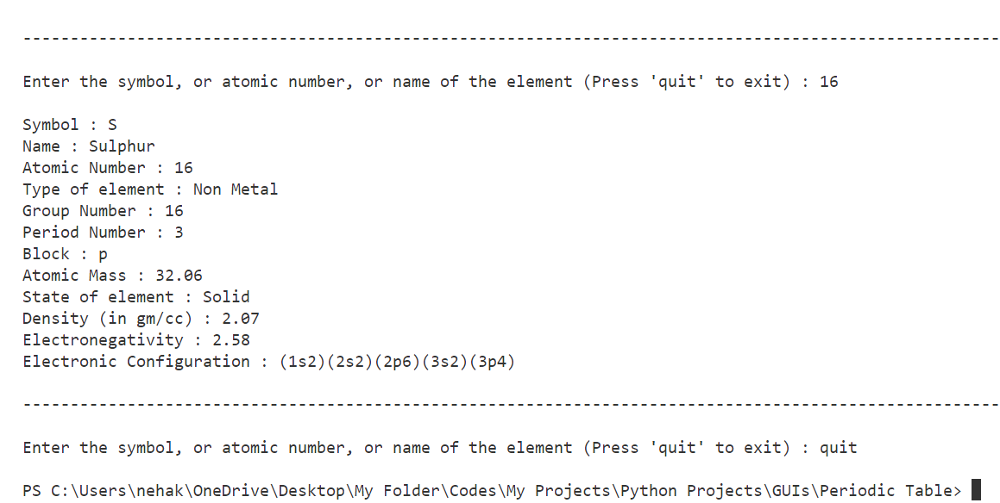 -------------------------------------------------------------------------------------------------------
Enter the symbol, or atomic number, or name of the element (Press 'quit' to exit) : 16
Symbol : S
Name : Sulphur
Atomic Number : 16
Type of element : Non Metal
Group Number : 16
Period Number : 3
Block : p
Atomic Mass : 32.06
State of element : Solid
Density (in gm/cc) : 2.07
Electronegativity : 2.58
Electronic Configuration : (1s2)(2s2)(2p6)(3s2)(3p4)
-------------------------------------------------------------------------------------------------------
Enter the symbol, or atomic number, or name of the element (Press 'quit' to exit) : quit
PS C:\Users\nehak\OneDrive\Desktop\My Folder\Codes\My Projects\Python Projects\GUIs\Periodic Table>